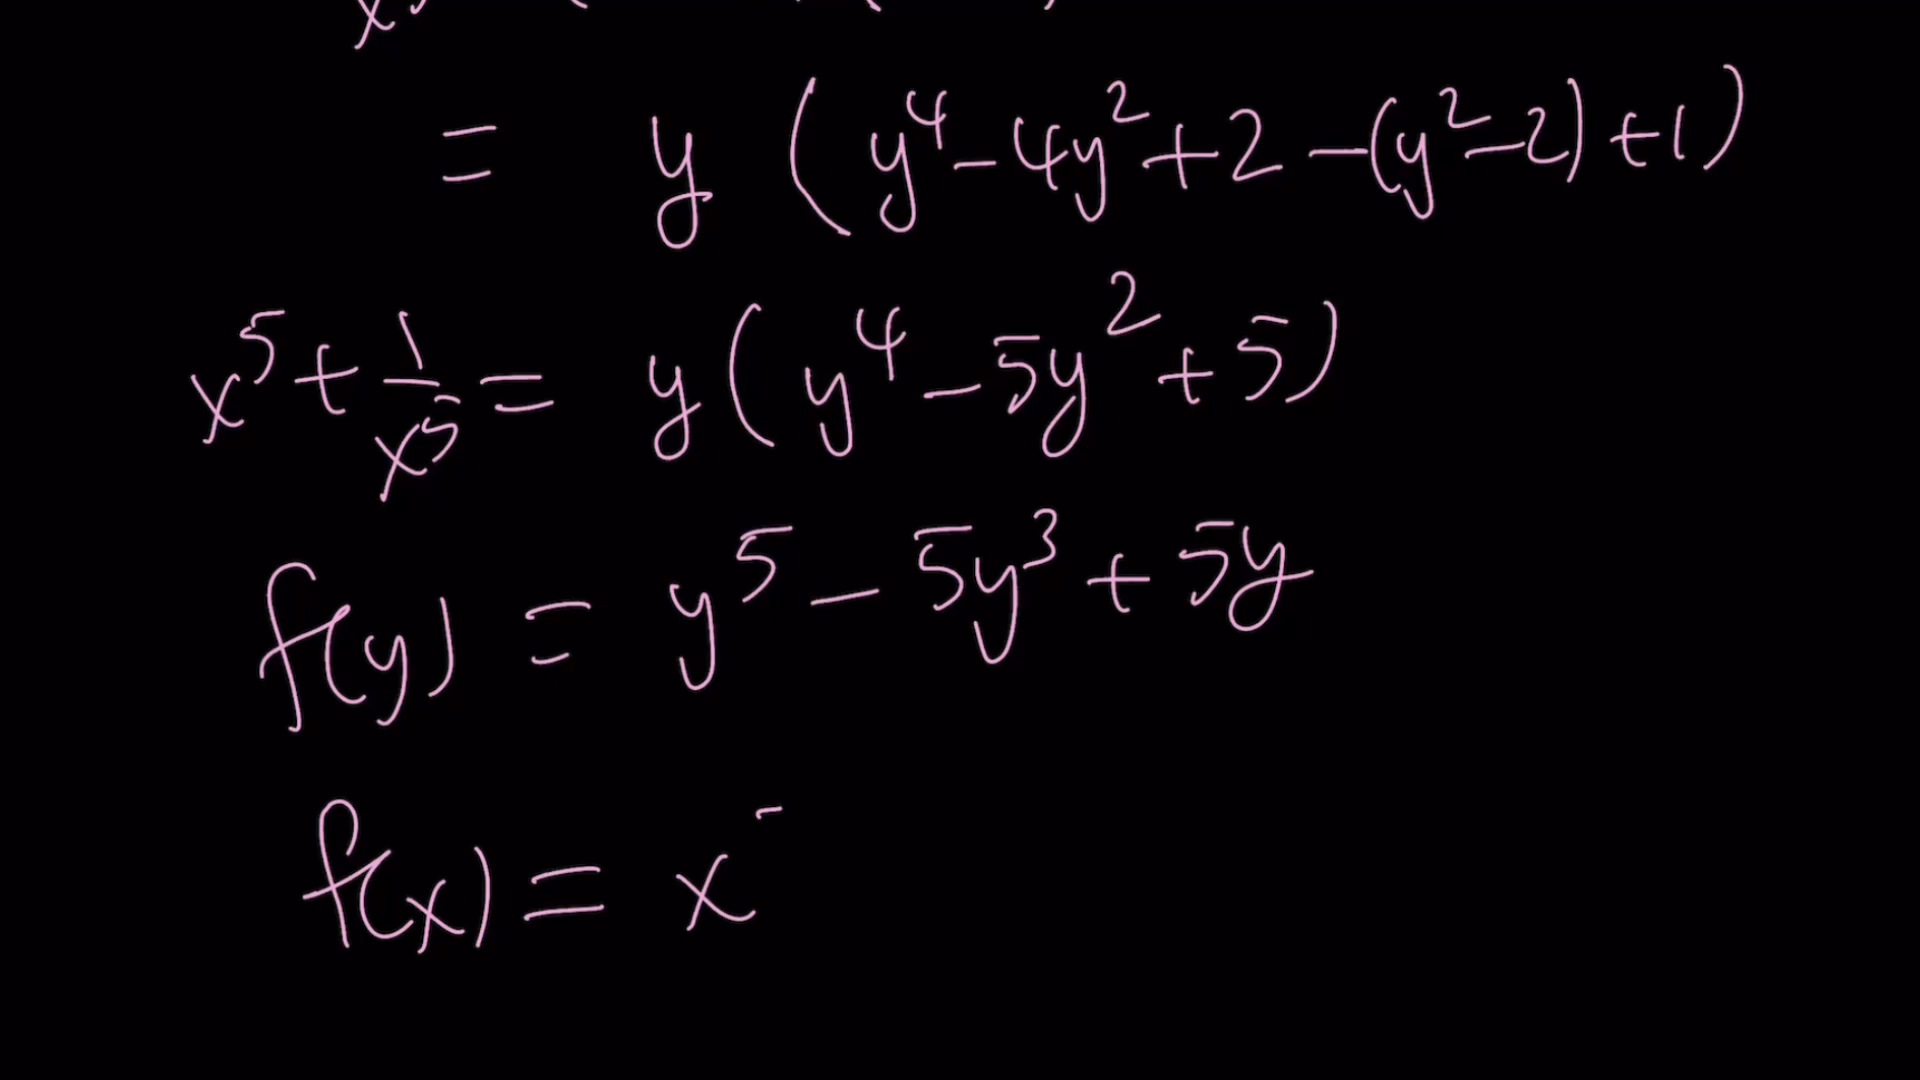 = y (y⁴ - 4y² + 2 - (y² - 2) + 1)
x⁵ + 1/x⁵ = y (y⁴ - 5y² + 5)
f(y) = y⁵ - 5y³ + 5y
f(x) = x